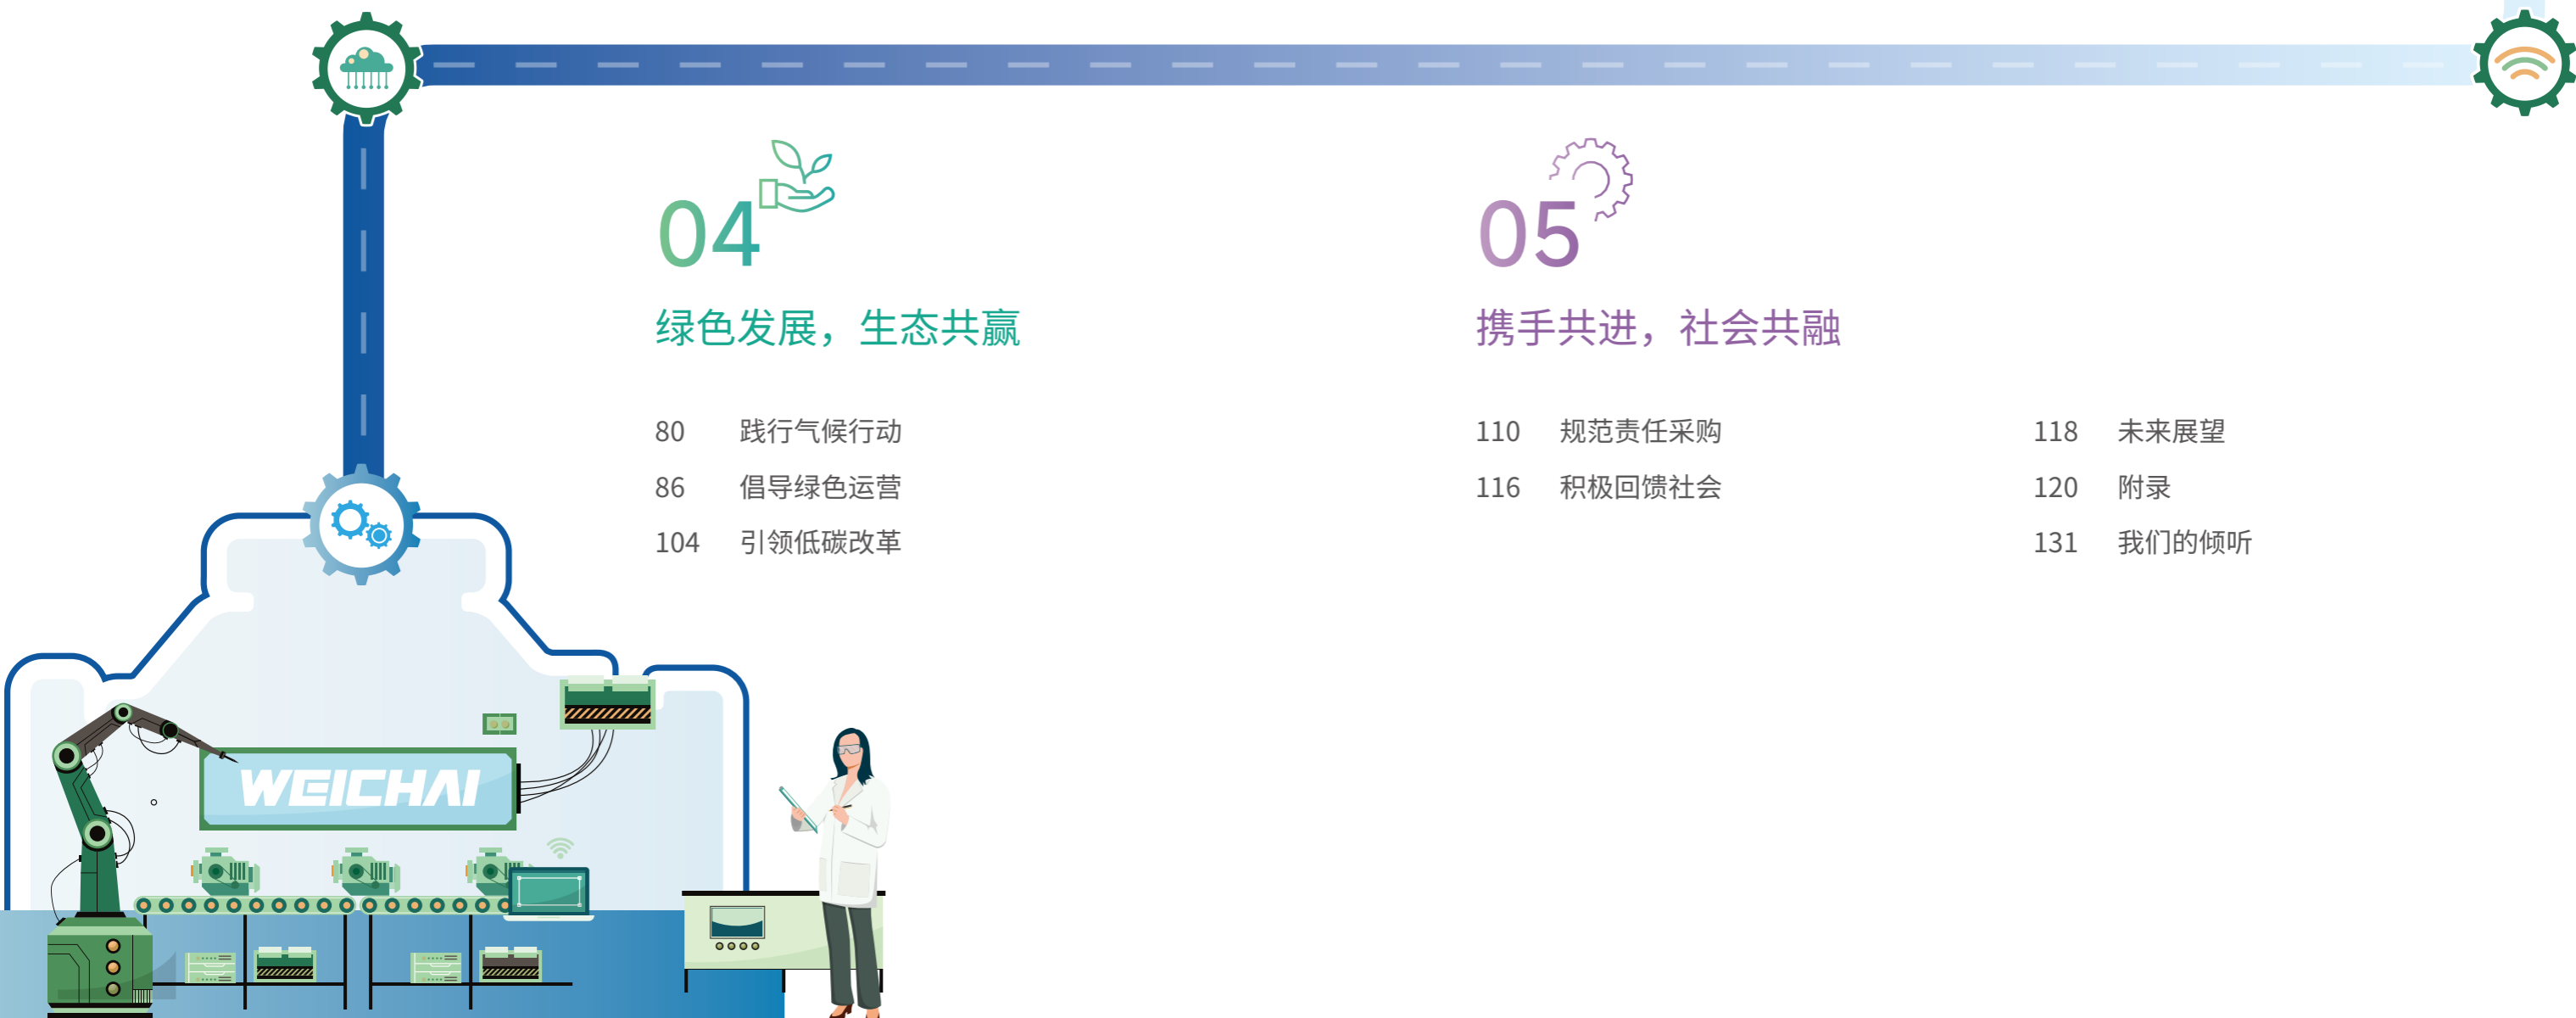 04
绿色发展，生态共赢
80 践行气候行动
86 倡导绿色运营
104 引领低碳改革
05
携手共进，社会共融
110 规范责任采购
116 积极回馈社会
118 未来展望
120 附录
131 我们的倾听
WEICHAI